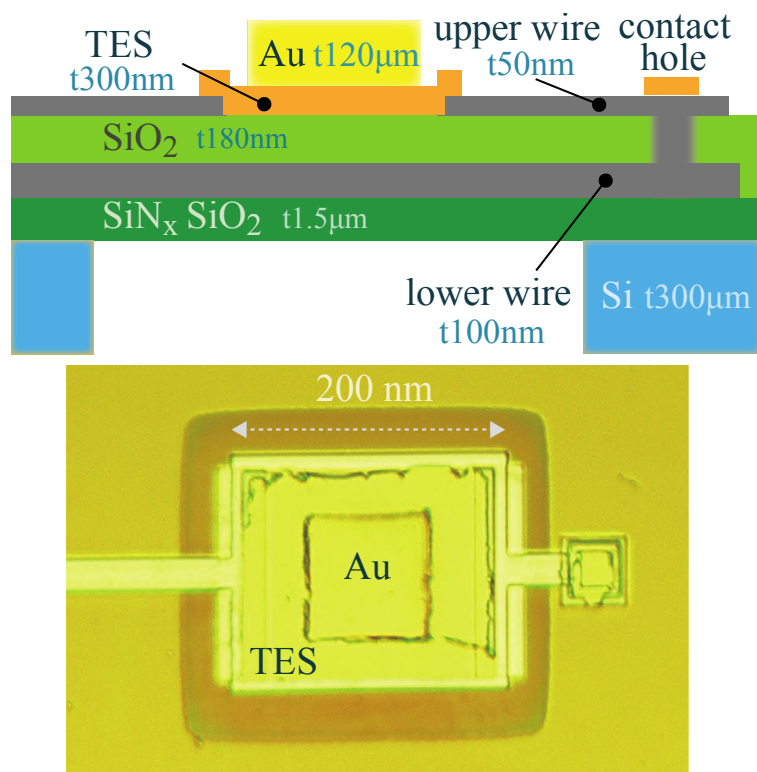 TES
t300nm
Au t120μm
upper wire
t50nm
contact
hole
SiO2 t180nm
SiNx SiO2 t1.5μm
lower wire
t100nm
Si t300μm
200 nm
Au
TES